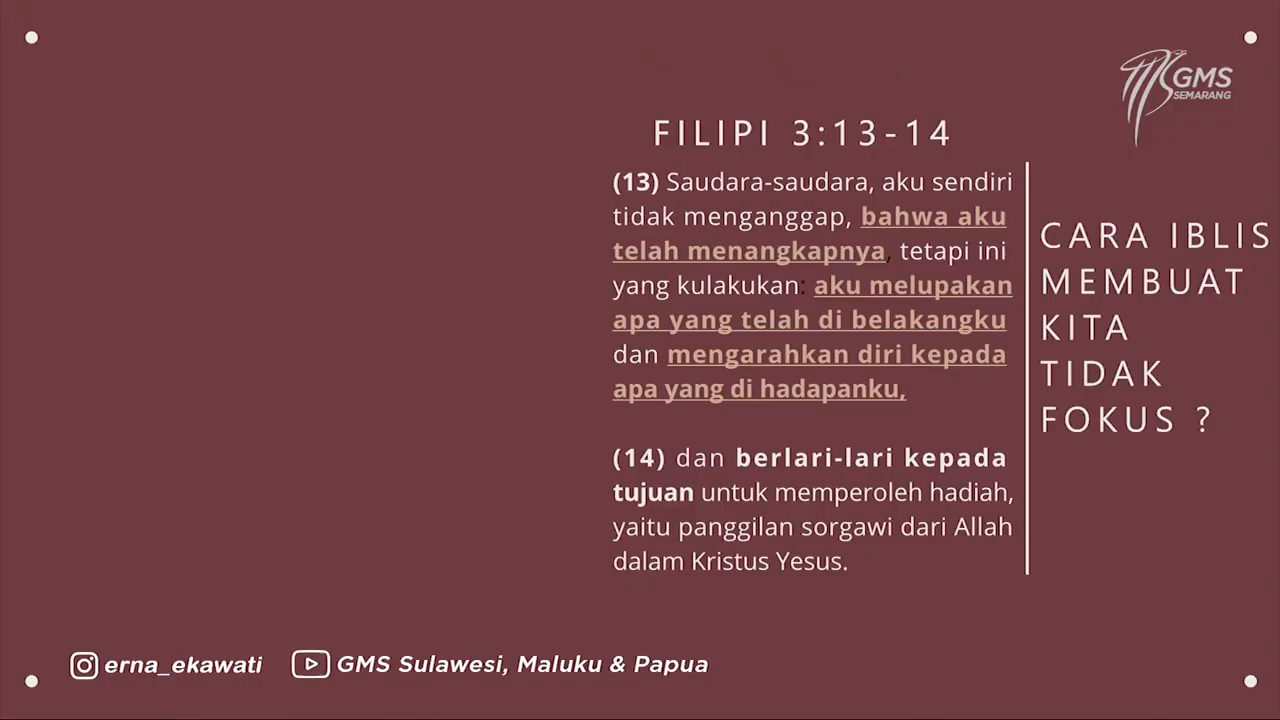 GMS
SEMARANG
FILIPI 3:13-14
(13) Saudara-saudara, aku sendiri
tidak menganggap, bahwa aku
telah menangkapnya, tetapi ini
yang kulakukan: aku melupakan
apa yang telah di belakangku
dan mengarahkan diri kepada
apa yang di hadapanku,
(14) dan berlari-lari kepada
tujuan untuk memperoleh hadiah,
yaitu panggilan sorgawi dari Allah
dalam Kristus Yesus.
CARA IBLIS
MEMBUAT
KITA
TIDAK
FOKUS ?
erna_ekawati
GMS Sulawesi, Maluku & Papua